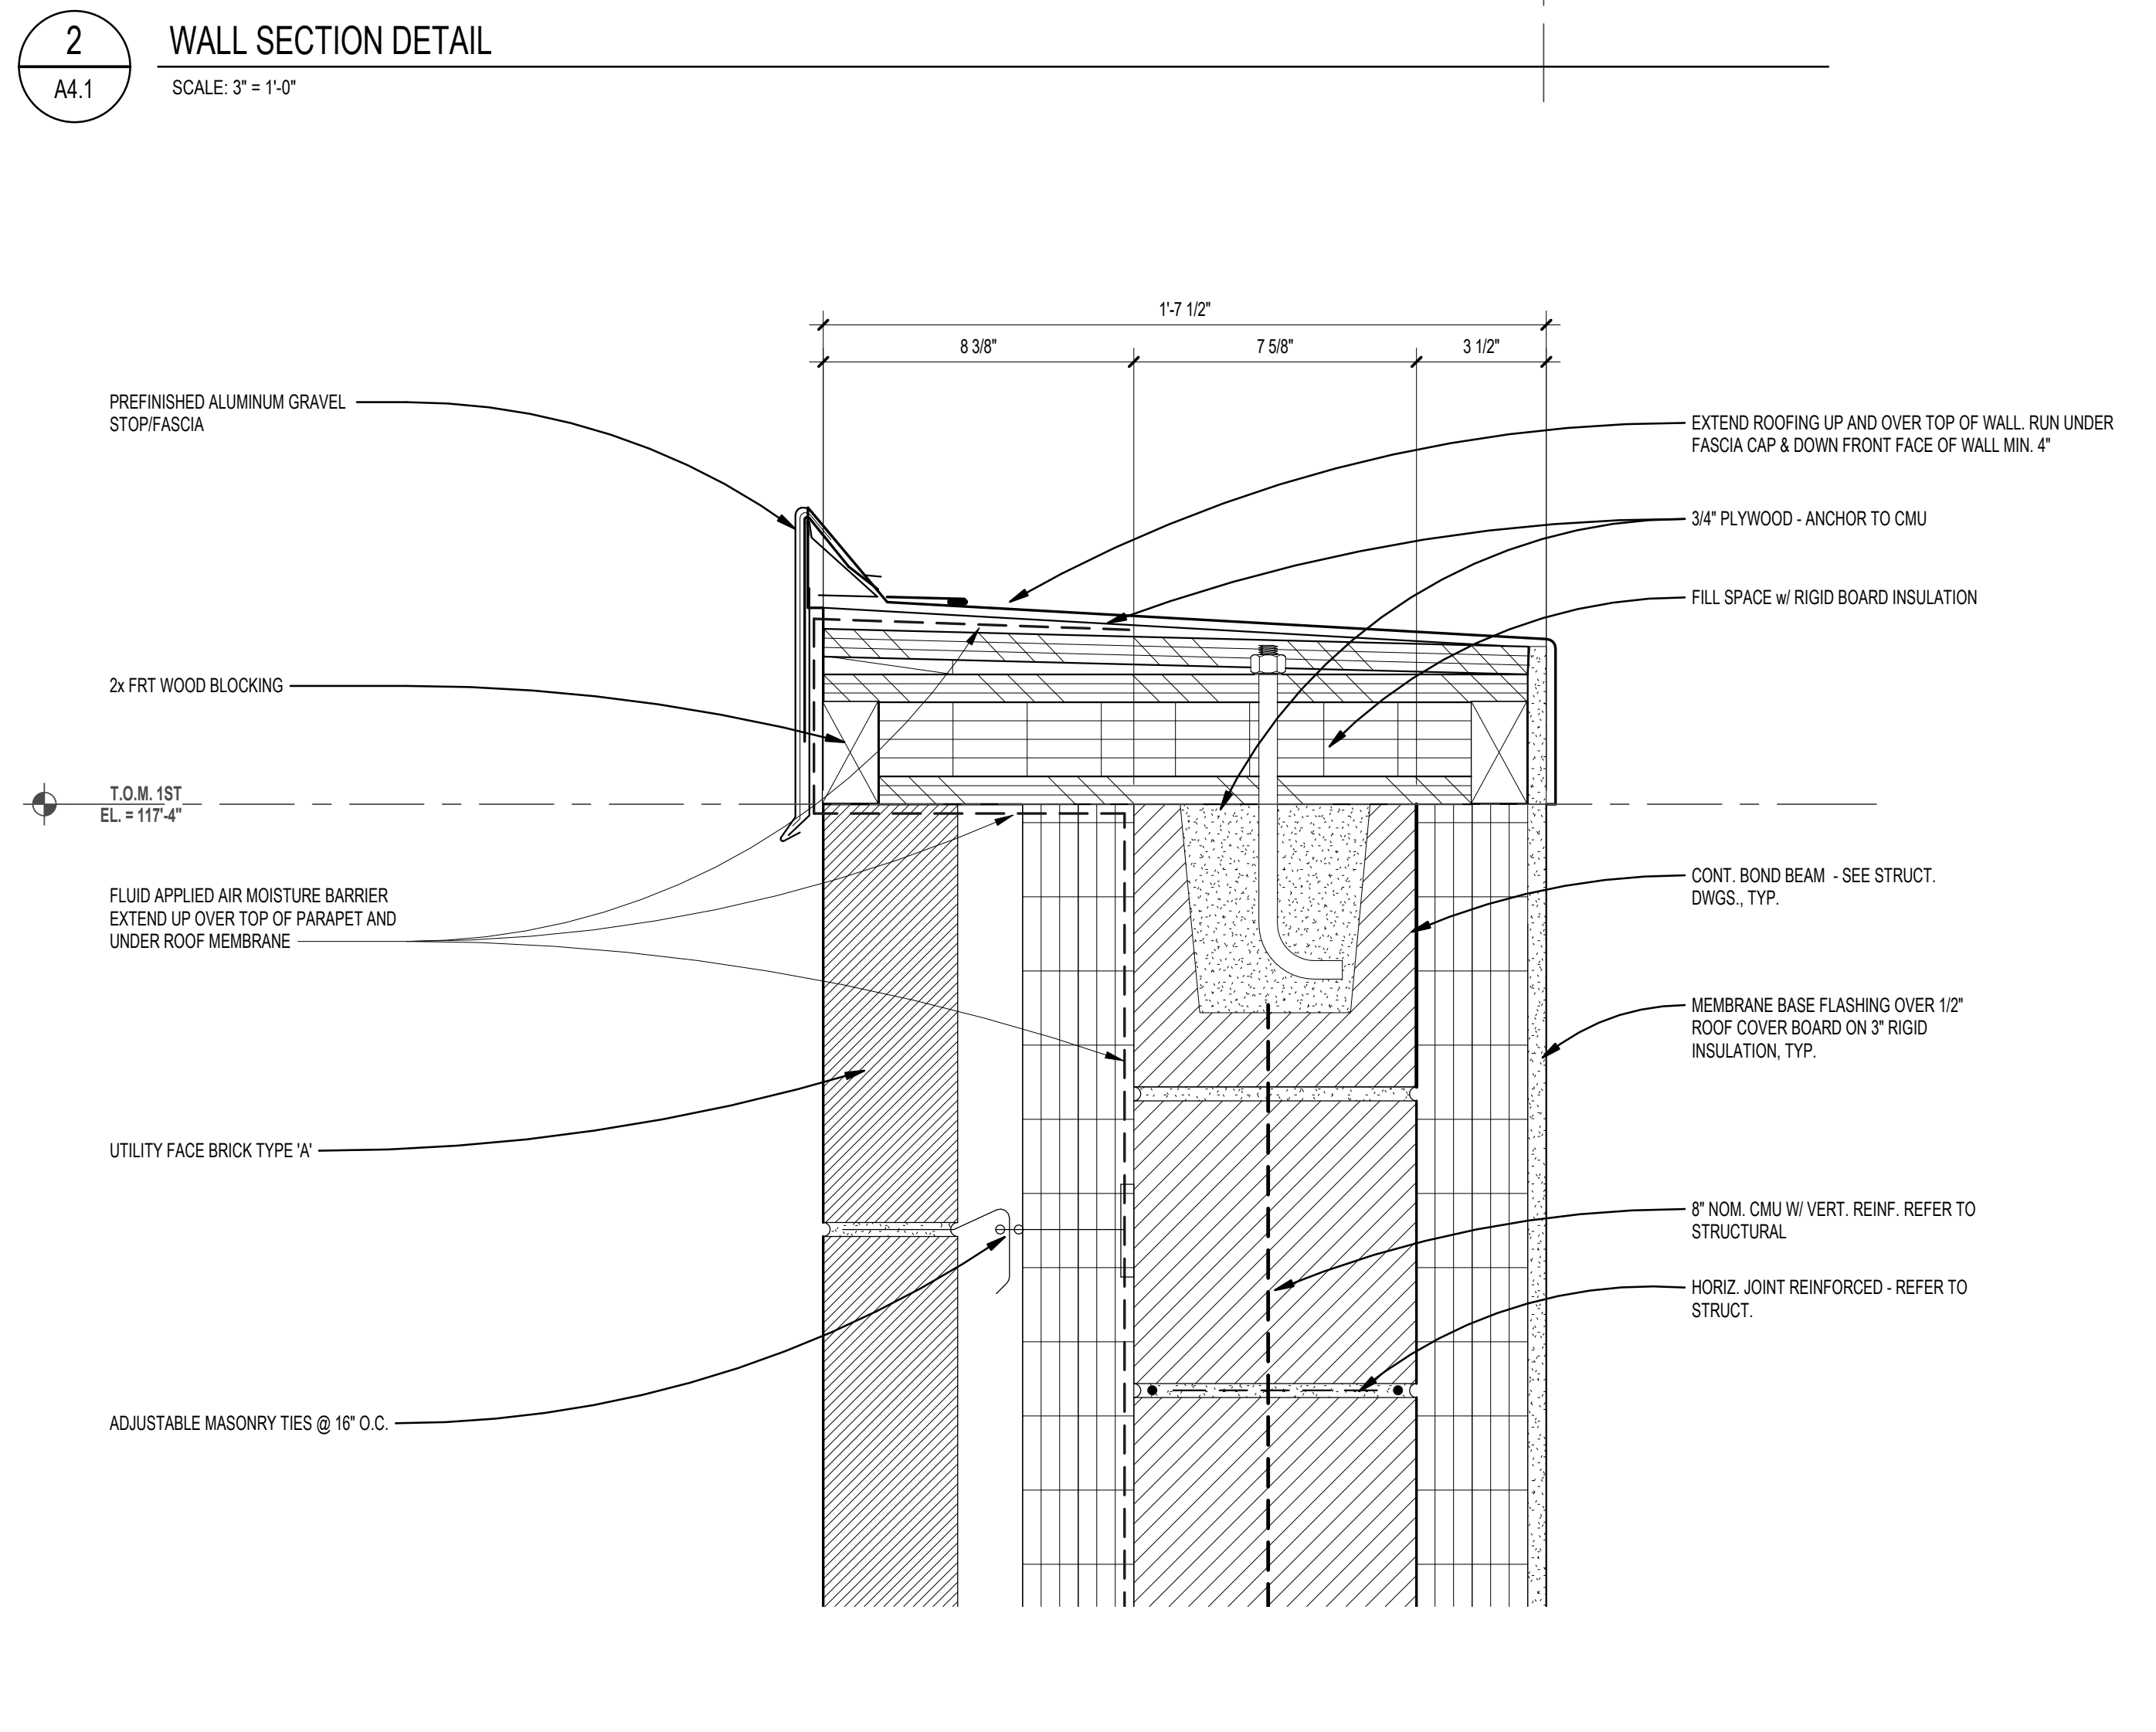 2
A4.1
WALL SECTION DETAIL
SCALE: 3" = 1'-0"
1'-7 1/2"
8 3/8"
7 5/8"
3 1/2"
PREFINISHED ALUMINUM GRAVEL
STOP/FASCIA
2x FRT WOOD BLOCKING
T.O.M. 1ST
EL. = 117'-4"
FLUID APPLIED AIR MOISTURE BARRIER
EXTEND UP OVER TOP OF PARAPET AND
UNDER ROOF MEMBRANE
UTILITY FACE BRICK TYPE 'A'
ADJUSTABLE MASONRY TIES @ 16" O.C.
EXTEND ROOFING UP AND OVER TOP OF WALL. RUN UNDER
FASCIA CAP & DOWN FRONT FACE OF WALL MIN. 4"
3/4" PLYWOOD - ANCHOR TO CMU
FILL SPACE w/ RIGID BOARD INSULATION
CONT. BOND BEAM - SEE STRUCT.
DWGS., TYP.
MEMBRANE BASE FLASHING OVER 1/2"
ROOF COVER BOARD ON 3" RIGID
INSULATION, TYP.
8" NOM. CMU W/ VERT. REINF. REFER TO
STRUCTURAL
HORIZ. JOINT REINFORCED - REFER TO
STRUCT.